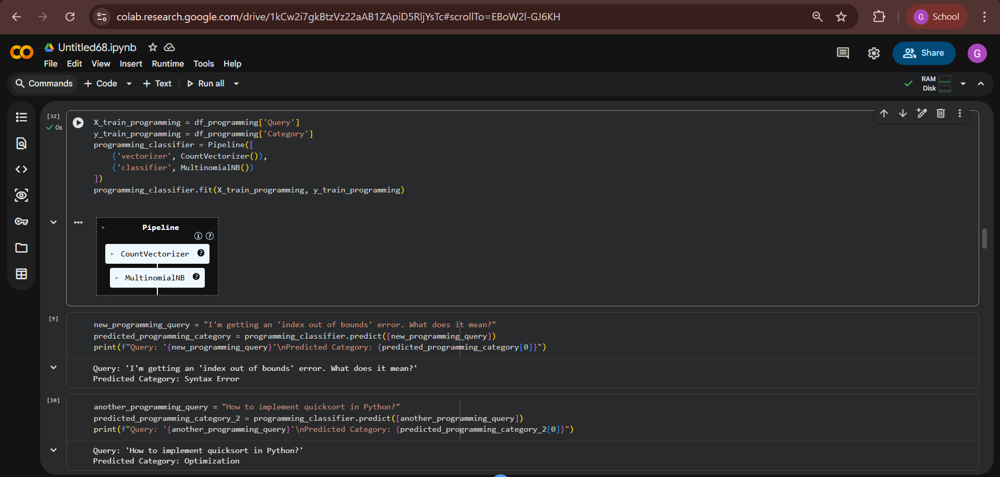 colab.research.google.com/drive/1kCw2i7gkBtzVz22aAB1ZApiD5RljYsTc#scrollTo=EBoW2l-GJ6KH
G School
CO
Untitled68.ipynb
File Edit View Insert Runtime Tools Help
Share
G
Commands + Code + Text Run all
RAM
Disk
[32]
0s
X_train_programming = df_programming['Query']
y_train_programming = df_programming['Category']
programming_classifier = Pipeline([
('vectorizer', CountVectorizer()),
('classifier', MultinomialNB())
])
programming_classifier.fit(X_train_programming, y_train_programming)
Pipeline
i ?
CountVectorizer ?
MultinomialNB ?
[9]
new_programming_query = "I'm getting an 'index out of bounds' error. What does it mean?"
predicted_programming_category = programming_classifier.predict([new_programming_query])
print(f"Query: '{new_programming_query}'\nPredicted Category: {predicted_programming_category[0]}")
Query: 'I'm getting an 'index out of bounds' error. What does it mean?'
Predicted Category: Syntax Error
[10]
another_programming_query = "How to implement quicksort in Python?"
predicted_programming_category_2 = programming_classifier.predict([another_programming_query])
print(f"Query: '{another_programming_query}'\nPredicted Category: {predicted_programming_category_2[0]}")
Query: 'How to implement quicksort in Python?'
Predicted Category: Optimization